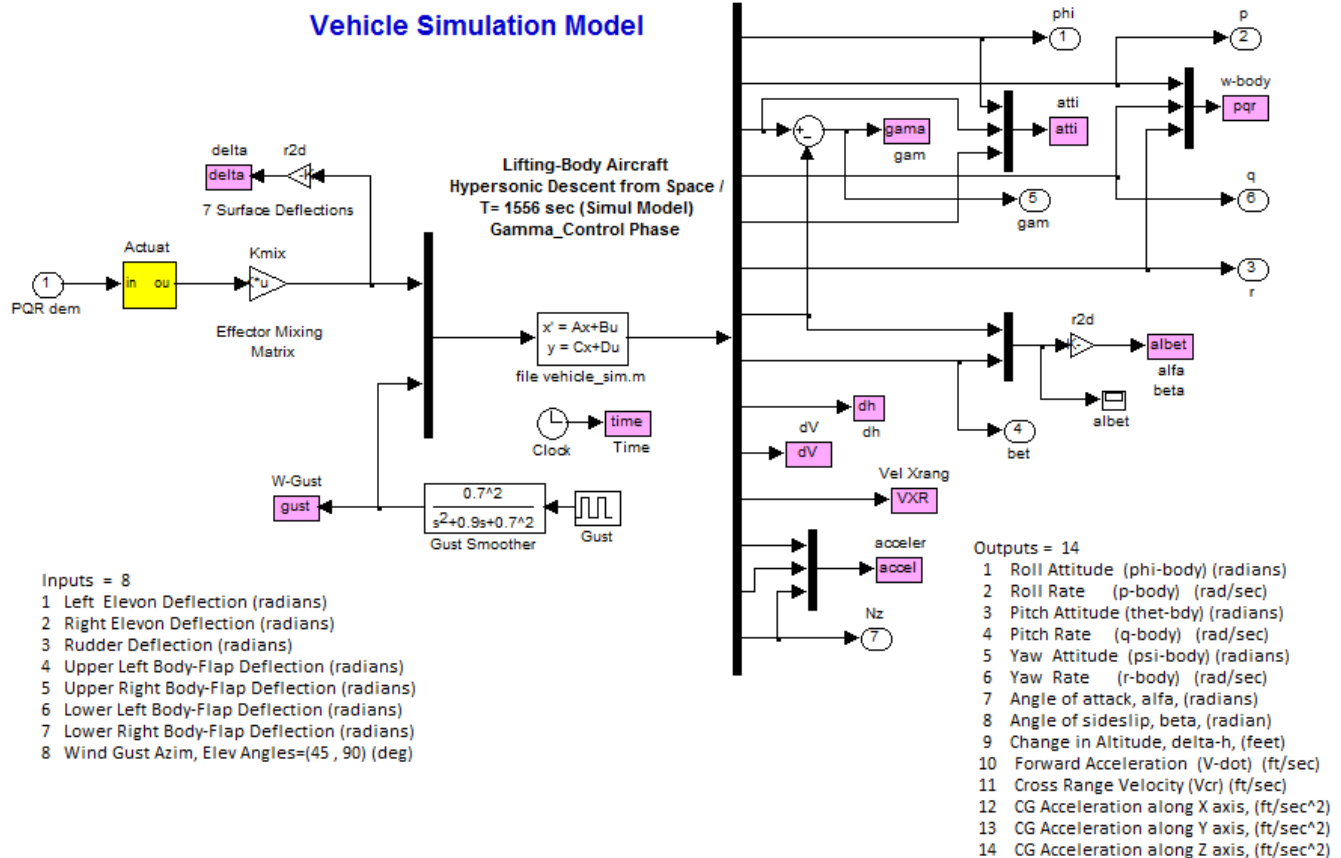 Vehicle Simulation Model
phi
1
p
2
w-body
pqr
atti
atti
+
-
gama
gam
delta
delta
r2d
7 Surface Deflections
Lifting-Body Aircraft
Hypersonic Descent from Space /
T= 1556 sec (Simul Model)
Gamma_Control Phase
q
6
5
gam
Actuat
in ou
Kmix
*u
1
PQR dem
3
r
Effector Mixing
Matrix
x' = Ax+Bu
y = Cx+Du
file vehicle_sim.m
r2d
albet
alfa
beta
albet
4
bet
dh
dh
dV
dV
time
Clock
Time
Vel Xrang
VXR
W-Gust
gust
0.7^2
s^2+0.9s+0.7^2
Gust Smoother
Gust
acceler
accel
Nz
7
Inputs = 8
1 Left Elevon Deflection (radians)
2 Right Elevon Deflection (radians)
3 Rudder Deflection (radians)
4 Upper Left Body-Flap Deflection (radians)
5 Upper Right Body-Flap Deflection (radians)
6 Lower Left Body-Flap Deflection (radians)
7 Lower Right Body-Flap Deflection (radians)
8 Wind Gust Azim, Elev Angles=(45 , 90) (deg)
Outputs = 14
1 Roll Attitude (phi-body) (radians)
2 Roll Rate (p-body) (rad/sec)
3 Pitch Attitude (thet-bdy) (radians)
4 Pitch Rate (q-body) (rad/sec)
5 Yaw Attitude (psi-body) (radians)
6 Yaw Rate (r-body) (rad/sec)
7 Angle of attack, alfa, (radians)
8 Angle of sideslip, beta, (radian)
9 Change in Altitude, delta-h, (feet)
10 Forward Acceleration (V-dot) (ft/sec)
11 Cross Range Velocity (Vcr) (ft/sec)
12 CG Acceleration along X axis, (ft/sec^2)
13 CG Acceleration along Y axis, (ft/sec^2)
14 CG Acceleration along Z axis, (ft/sec^2)